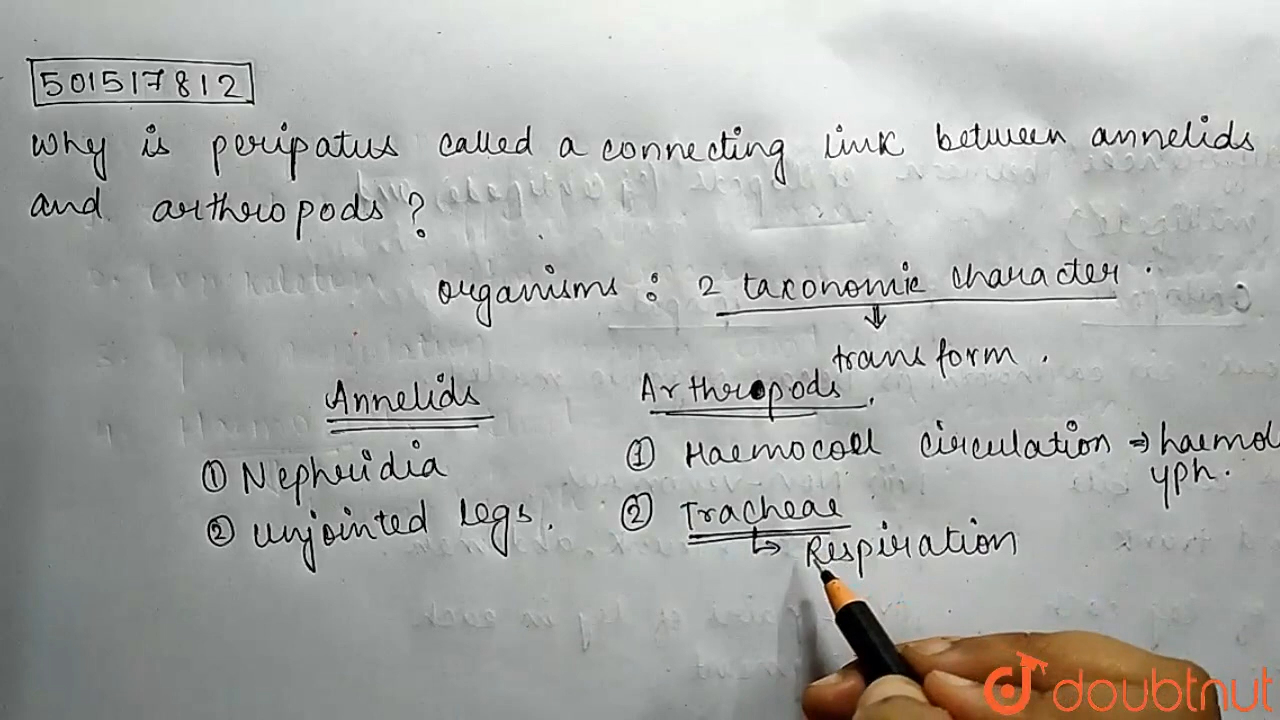 501517812
Why is peripatus called a connecting link between annelids
and arthropods?
organisms : 2 taxonomic character.
⇓
transform.
Annelids
Arthropods.
① Nephridia
① Haemocoel circulation ⇒ haemol
yph.
② unjointed legs.
② Tracheae
↳ Respiration
doubtnut